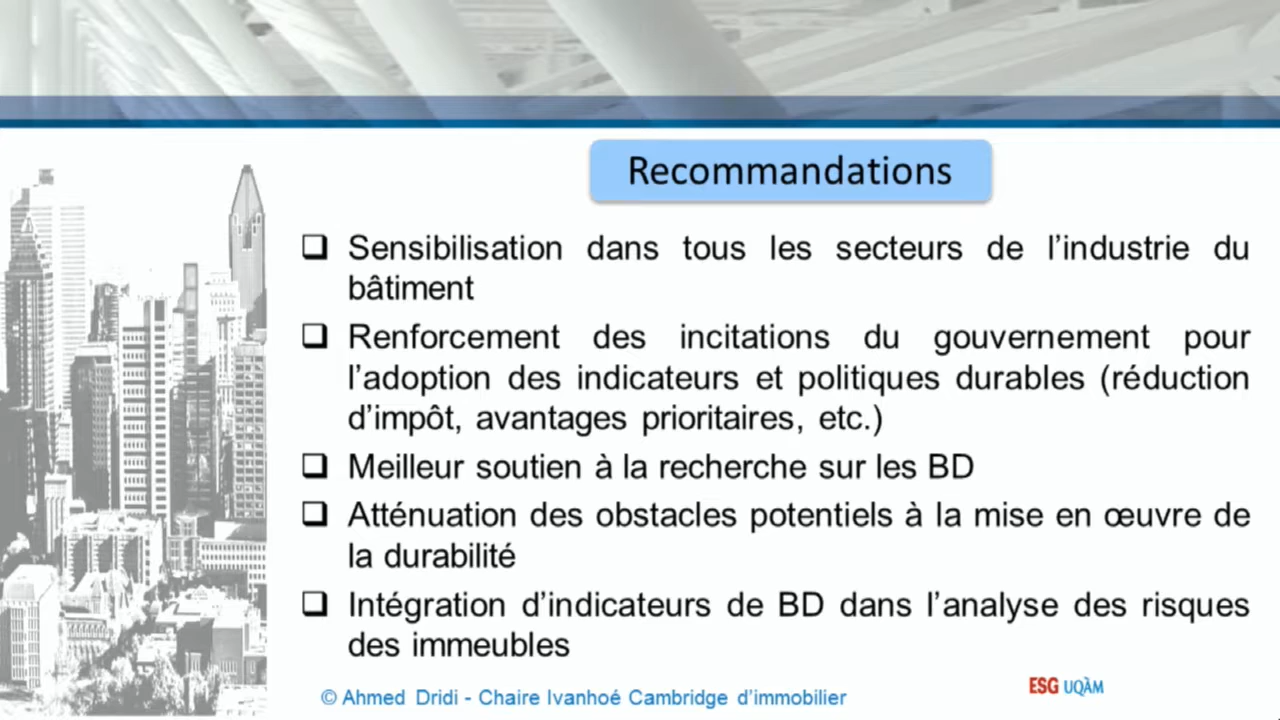 Recommandations
❑ Sensibilisation dans tous les secteurs de l’industrie du
bâtiment
❑ Renforcement des incitations du gouvernement pour
l’adoption des indicateurs et politiques durables (réduction
d’impôt, avantages prioritaires, etc.)
❑ Meilleur soutien à la recherche sur les BD
❑ Atténuation des obstacles potentiels à la mise en œuvre de
la durabilité
❑ Intégration d’indicateurs de BD dans l’analyse des risques
des immeubles
© Ahmed Dridi - Chaire Ivanhoé Cambridge d’immobilier
ESG UQÀM